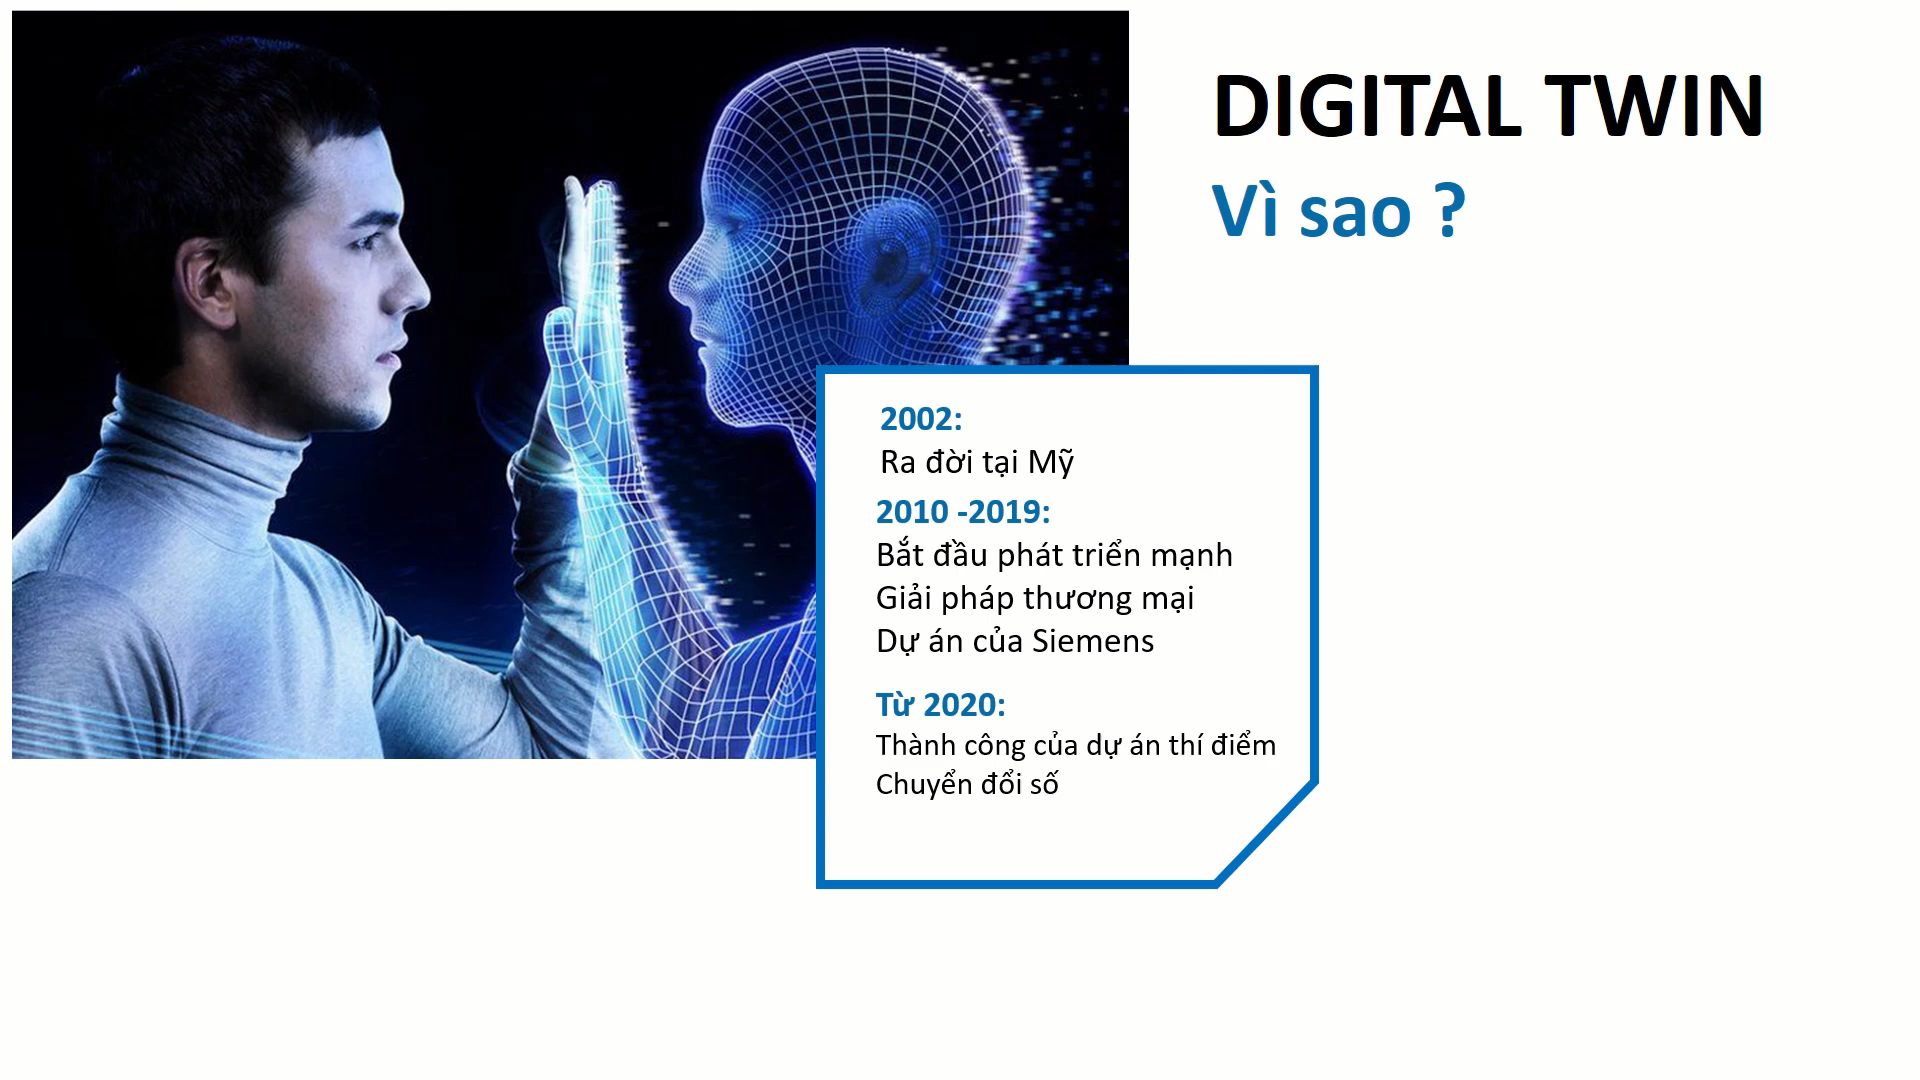 DIGITAL TWIN
Vì sao ?
2002:
Ra đời tại Mỹ
2010 -2019:
Bắt đầu phát triển mạnh
Giải pháp thương mại
Dự án của Siemens
Từ 2020:
Thành công của dự án thí điểm
Chuyển đổi số